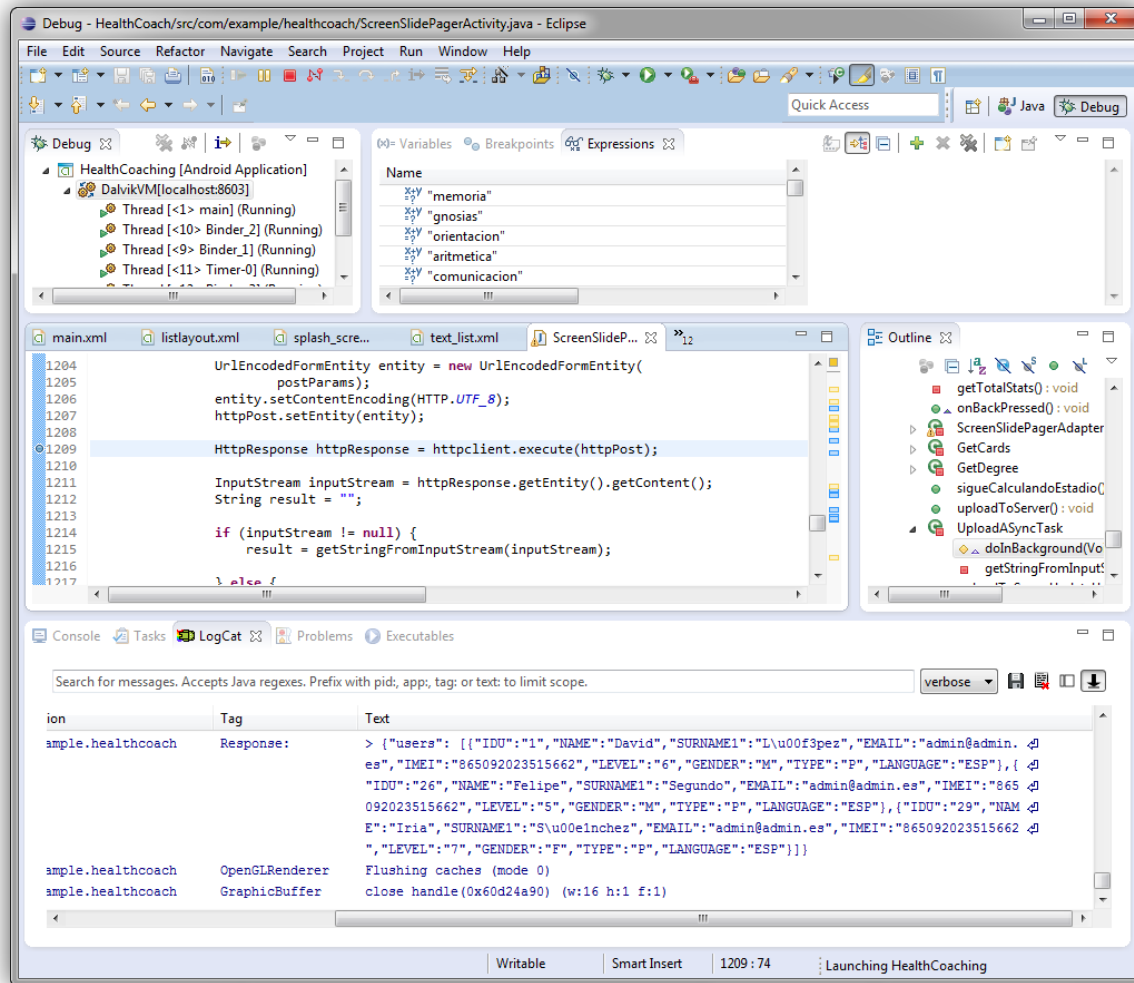 Debug - HealthCoach/src/com/example/healthcoach/ScreenSlidePagerActivity.java - Eclipse
File Edit Source Refactor Navigate Search Project Run Window Help
Quick Access
Java
Debug
Debug
HealthCoaching [Android Application]
DalvikVM[localhost:8603]
Thread [<1> main] (Running)
Thread [<10> Binder_2] (Running)
Thread [<9> Binder_1] (Running)
Thread [<11> Timer-0] (Running)
(x)= Variables Breakpoints Expressions
Name
"memoria"
"gnosias"
"orientacion"
"aritmetica"
"comunicacion"
main.xml listlayout.xml splash_scre... text_list.xml ScreenSlideP... »12
1204 UrlEncodedFormEntity entity = new UrlEncodedFormEntity(
1205 postParams);
1206 entity.setContentEncoding(HTTP.UTF_8);
1207 httpPost.setEntity(entity);
1208
1209 HttpResponse httpResponse = httpclient.execute(httpPost);
1210
1211 InputStream inputStream = httpResponse.getEntity().getContent();
1212 String result = "";
1213
1214 if (inputStream != null) {
1215 result = getStringFromInputStream(inputStream);
1216
1217 } else {
Outline
getTotalStats() : void
onBackPressed() : void
ScreenSlidePagerAdapter
GetCards
GetDegree
sigueCalculandoEstadio(
uploadToServer() : void
UploadASyncTask
doInBackground(Vo
getStringFromInputS
Console Tasks LogCat Problems Executables
Search for messages. Accepts Java regexes. Prefix with pid:, app:, tag: or text: to limit scope.
verbose
ion Tag Text
ample.healthcoach Response: > {"users": [{"IDU":"1","NAME":"David","SURNAME1":"L\u00f3pez","EMAIL":"admin@admin.
es","IMEI":"865092023515662","LEVEL":"6","GENDER":"M","TYPE":"P","LANGUAGE":"ESP"},{
"IDU":"26","NAME":"Felipe","SURNAME1":"Segundo","EMAIL":"admin@admin.es","IMEI":"865
092023515662","LEVEL":"5","GENDER":"M","TYPE":"P","LANGUAGE":"ESP"},{"IDU":"29","NAM
E":"Iria","SURNAME1":"S\u00e1nchez","EMAIL":"admin@admin.es","IMEI":"865092023515662
","LEVEL":"7","GENDER":"F","TYPE":"P","LANGUAGE":"ESP"}]}
ample.healthcoach OpenGLRenderer Flushing caches (mode 0)
ample.healthcoach GraphicBuffer close handle(0x60d24a90) (w:16 h:1 f:1)
Writable Smart Insert 1209 : 74 Launching HealthCoaching